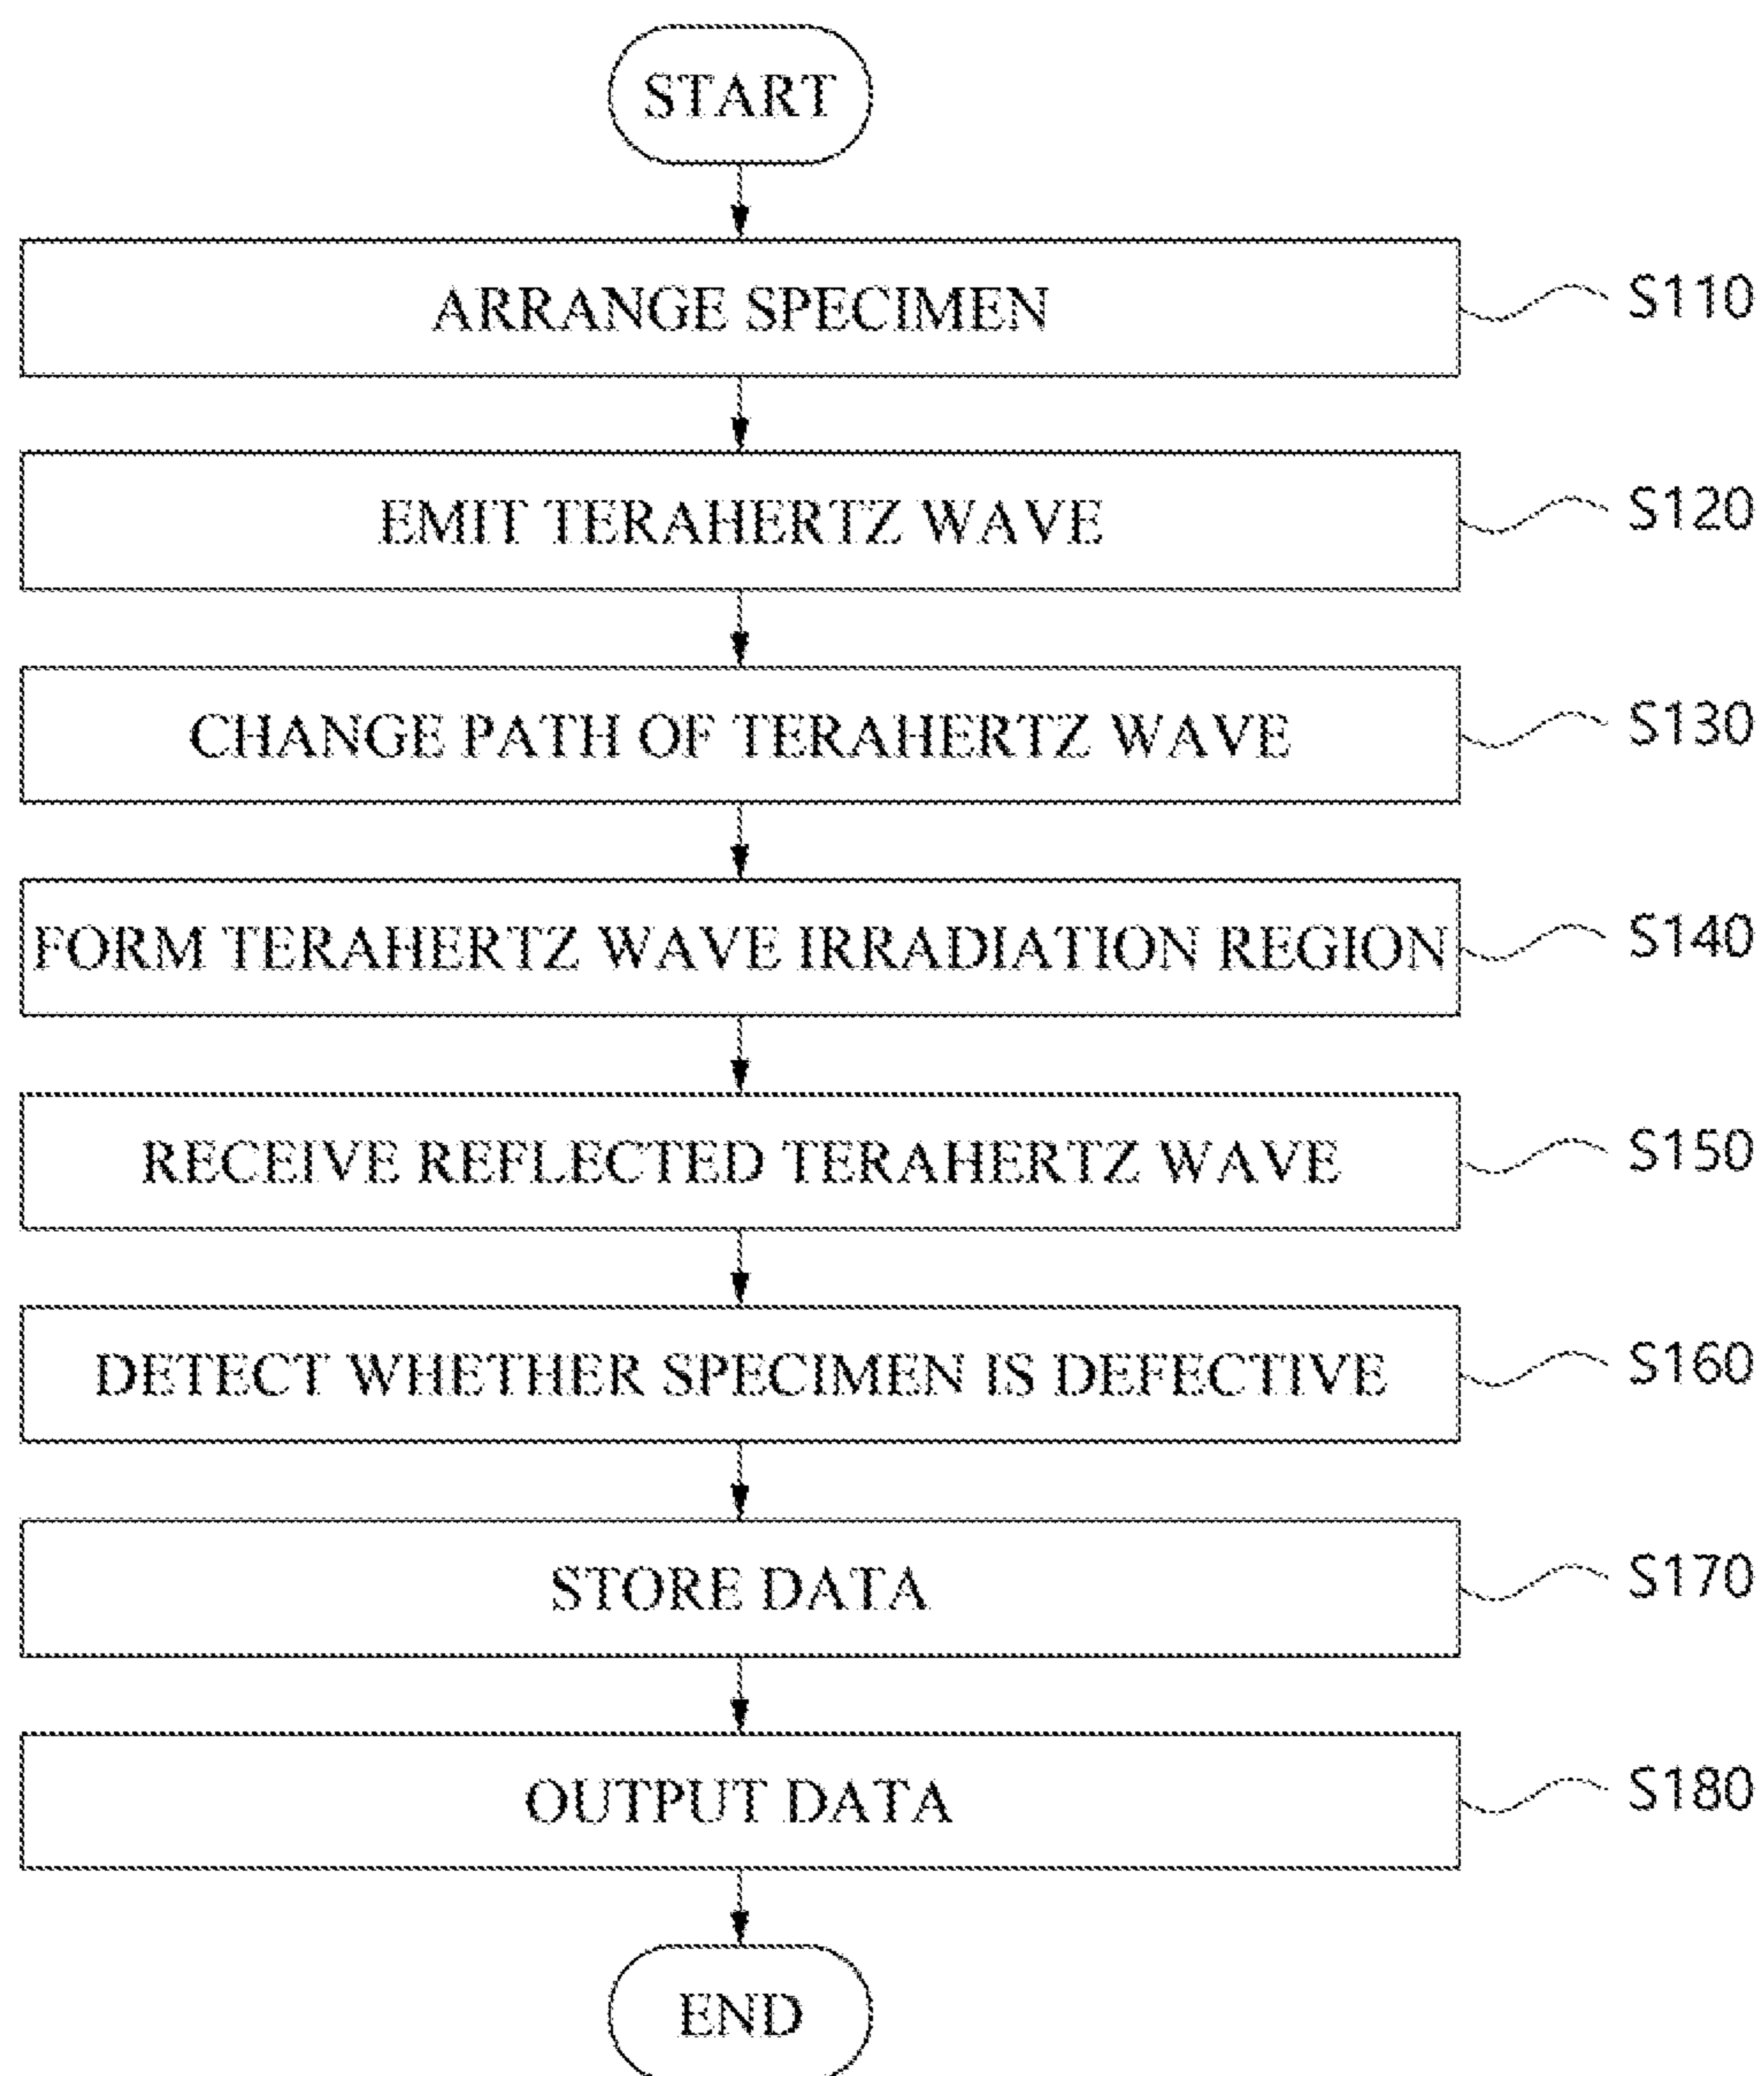 START
ARRANGE SPECIMEN S110
EMIT TERAHERTZ WAVE S120
CHANGE PATH OF TERAHERTZ WAVE S130
FORM TERAHERTZ WAVE IRRADIATION REGION S140
RECEIVE REFLECTED TERAHERTZ WAVE S150
DETECT WHETHER SPECIMEN IS DEFECTIVE S160
STORE DATA S170
OUTPUT DATA S180
END